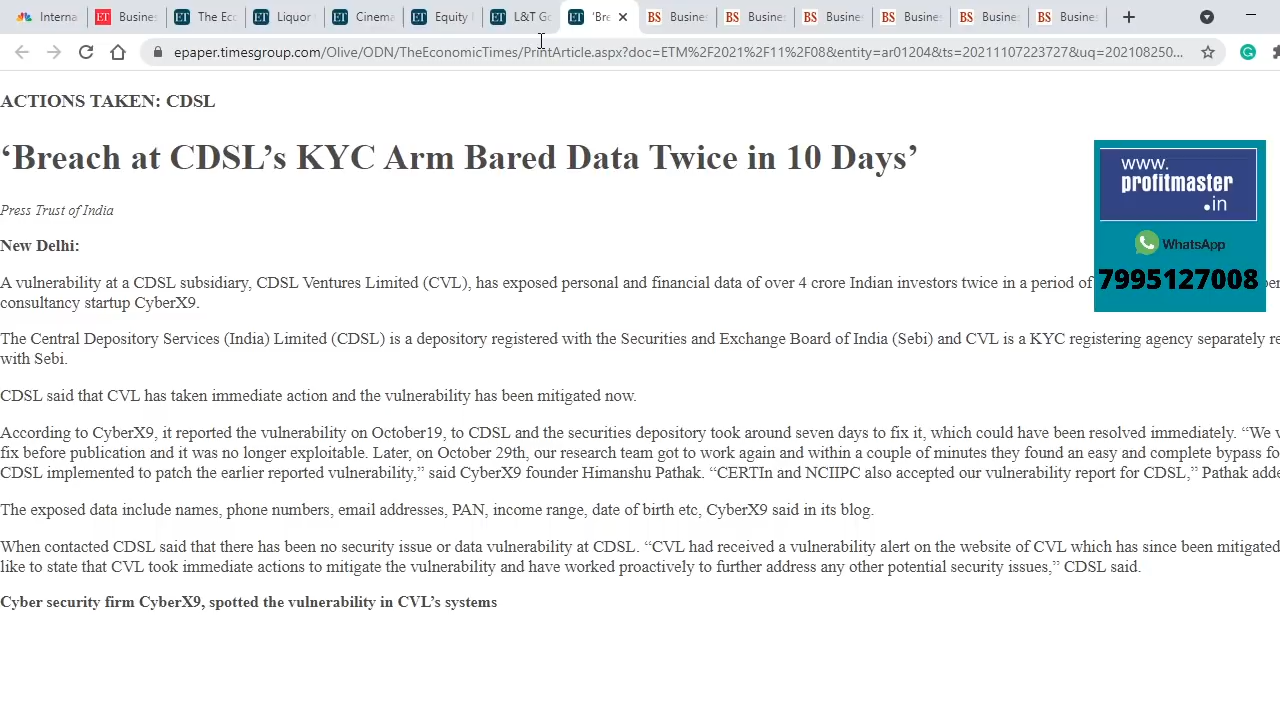 Interna
Busines
The Eco
Liquor
Cinema
Equity
L&T Go
'Bre
Busine
Busine
Busine
Busine
Busine
Busine
epaper.timesgroup.com/Olive/ODN/TheEconomicTimes/PrintArticle.aspx?doc=ETM%2F2021%2F11%2F08&entity=ar01204&ts=20211107223727&uq=202108250...
ACTIONS TAKEN: CDSL
‘Breach at CDSL’s KYC Arm Bared Data Twice in 10 Days’
Press Trust of India
New Delhi:
A vulnerability at a CDSL subsidiary, CDSL Ventures Limited (CVL), has exposed personal and financial data of over 4 crore Indian investors twice in a period of
consultancy startup CyberX9.
The Central Depository Services (India) Limited (CDSL) is a depository registered with the Securities and Exchange Board of India (Sebi) and CVL is a KYC registering agency separately re
with Sebi.
CDSL said that CVL has taken immediate action and the vulnerability has been mitigated now.
According to CyberX9, it reported the vulnerability on October19, to CDSL and the securities depository took around seven days to fix it, which could have been resolved immediately. “We v
fix before publication and it was no longer exploitable. Later, on October 29th, our research team got to work again and within a couple of minutes they found an easy and complete bypass fo
CDSL implemented to patch the earlier reported vulnerability,” said CyberX9 founder Himanshu Pathak. “CERTIn and NCIIPC also accepted our vulnerability report for CDSL,” Pathak adde
The exposed data include names, phone numbers, email addresses, PAN, income range, date of birth etc, CyberX9 said in its blog.
When contacted CDSL said that there has been no security issue or data vulnerability at CDSL. “CVL had received a vulnerability alert on the website of CVL which has since been mitigated
like to state that CVL took immediate actions to mitigate the vulnerability and have worked proactively to further address any other potential security issues,” CDSL said.
Cyber security firm CyberX9, spotted the vulnerability in CVL’s systems
www.
profitmaster
.in
WhatsApp
7995127008